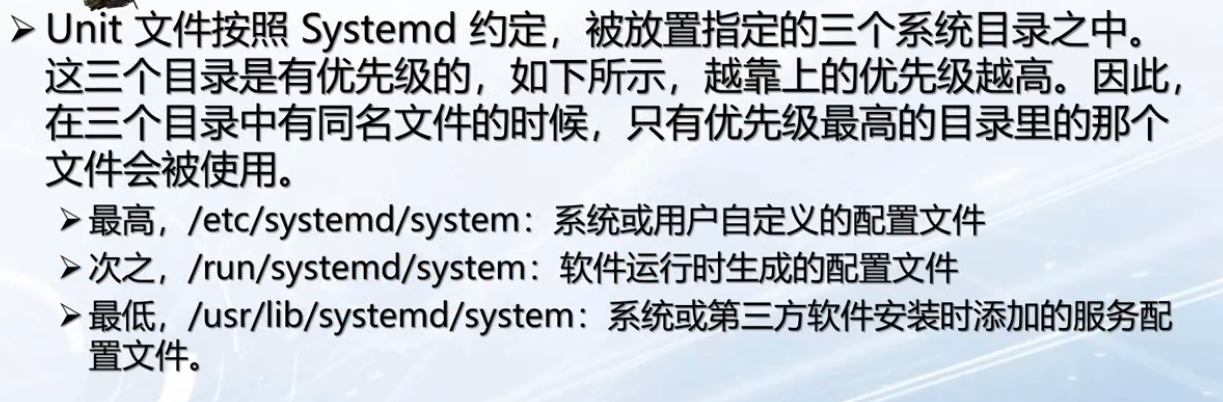 ➢ Unit 文件按照 Systemd 约定，被放置指定的三个系统目录之中。
这三个目录是有优先级的，如下所示，越靠上的优先级越高。因此，
在三个目录中有同名文件的时候，只有优先级最高的目录里的那个
文件会被使用。
➢ 最高，/etc/systemd/system：系统或用户自定义的配置文件
➢ 次之，/run/systemd/system：软件运行时生成的配置文件
➢ 最低，/usr/lib/systemd/system：系统或第三方软件安装时添加的服务配
置文件。